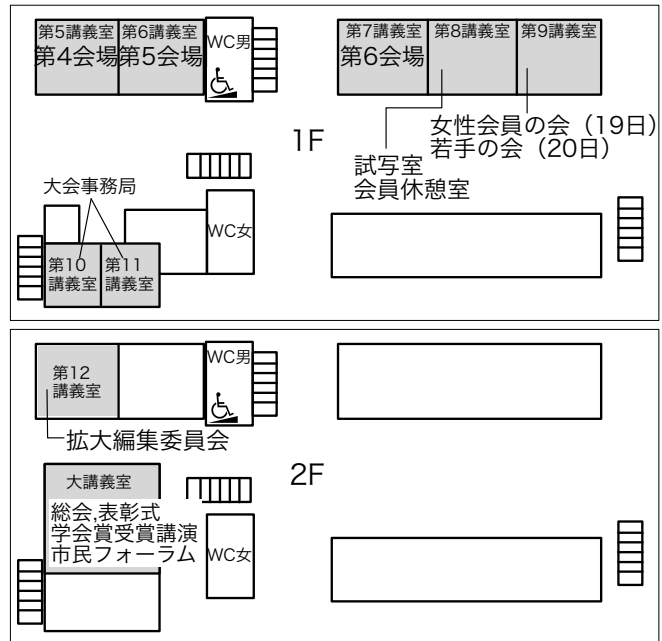 第5講義室
第4会場
第6講義室
第5会場
WC男
第7講義室
第6会場
第8講義室
第9講義室
1F
女性会員の会（19日）
若手の会（20日）
試写室
会員休憩室
大会事務局
WC女
第10
講義室
第11
講義室
第12
講義室
WC男
拡大編集委員会
2F
大講義室
総会,表彰式
学会賞受賞講演
市民フォーラム
WC女